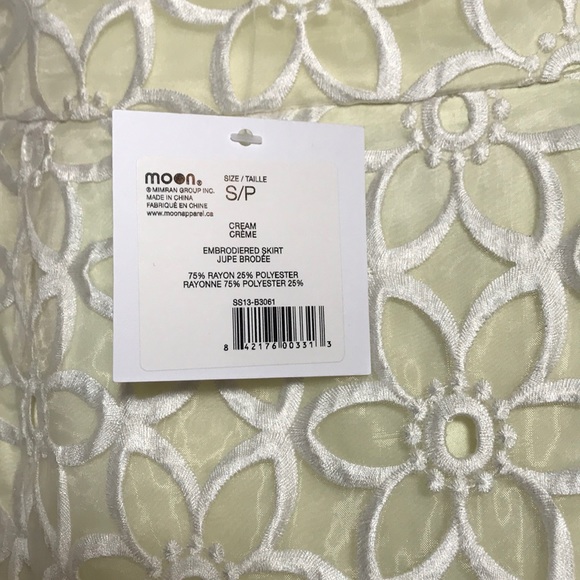 moon®
® MIMRAN GROUP INC.
MADE IN CHINA
FABRIQUÉ EN CHINE
www.moonapparel.ca
SIZE / TAILLE
S/P
CREAM
CRÈME
EMBRODIERED SKIRT
JUPE BRODÉE
75% RAYON 25% POLYESTER
RAYONNE 75% POLYESTER 25%
SS13-B3061
8 42176 00331 3